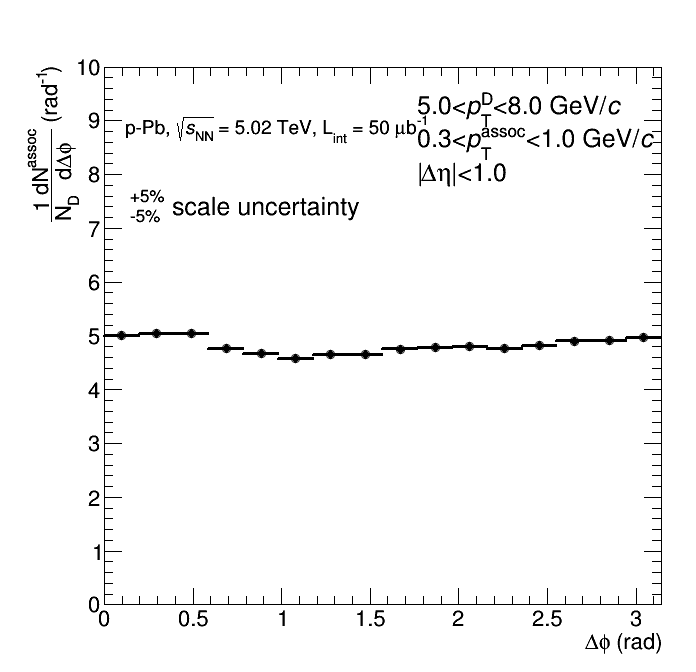 1 dN^assoc
N_D dΔφ (rad^-1)
10
9
8
7
6
5
4
3
2
1
0
p-Pb, √s_NN = 5.02 TeV, L_int = 50 μb^-1
5.0<p_T^D<8.0 GeV/c
0.3<p_T^assoc<1.0 GeV/c
|Δη|<1.0
+5%
-5% scale uncertainty
0 0.5 1 1.5 2 2.5 3
Δφ (rad)